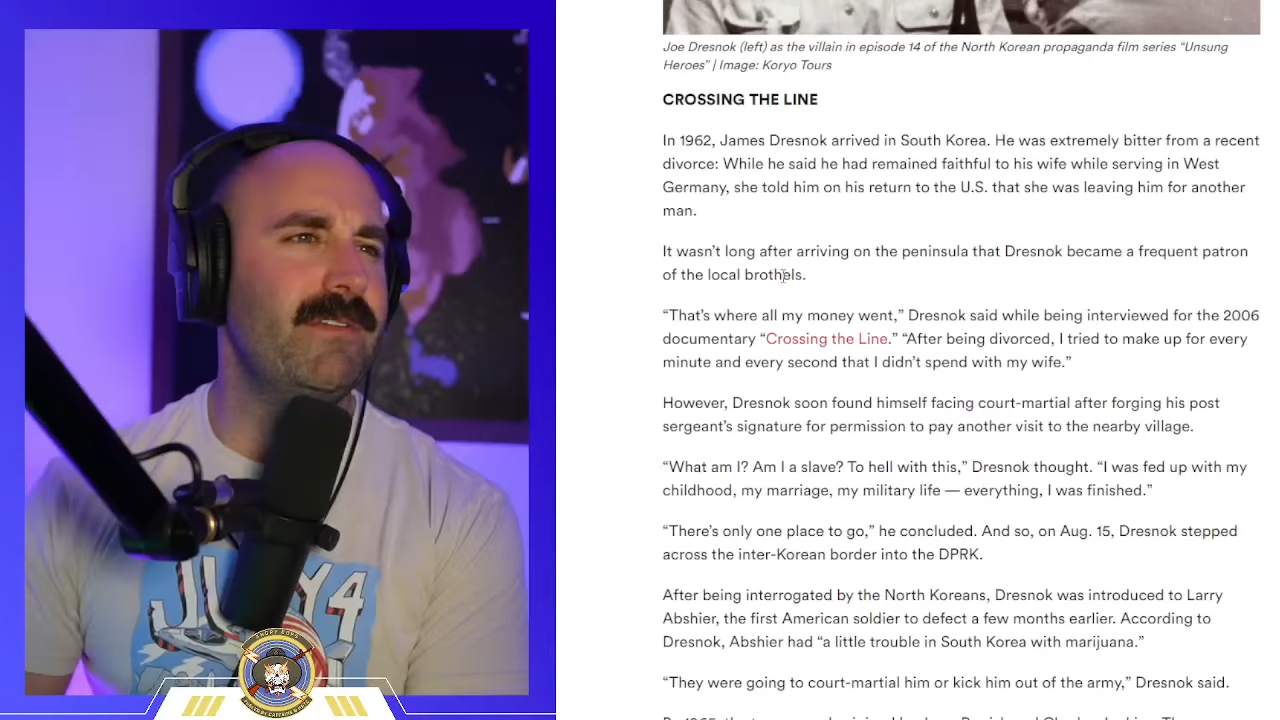 Joe Dresnok (left) as the villain in episode 14 of the North Korean propaganda film series “Unsung
Heroes” | Image: Koryo Tours
CROSSING THE LINE
In 1962, James Dresnok arrived in South Korea. He was extremely bitter from a recent
divorce: While he said he had remained faithful to his wife while serving in West
Germany, she told him on his return to the U.S. that she was leaving him for another
man.
It wasn’t long after arriving on the peninsula that Dresnok became a frequent patron
of the local brothels.
“That’s where all my money went,” Dresnok said while being interviewed for the 2006
documentary “Crossing the Line.” “After being divorced, I tried to make up for every
minute and every second that I didn’t spend with my wife.”
However, Dresnok soon found himself facing court-martial after forging his post
sergeant’s signature for permission to pay another visit to the nearby village.
“What am I? Am I a slave? To hell with this,” Dresnok thought. “I was fed up with my
childhood, my marriage, my military life — everything, I was finished.”
“There’s only one place to go,” he concluded. And so, on Aug. 15, Dresnok stepped
across the inter-Korean border into the DPRK.
After being interrogated by the North Koreans, Dresnok was introduced to Larry
Abshier, the first American soldier to defect a few months earlier. According to
Dresnok, Abshier had “a little trouble in South Korea with marijuana.”
“They were going to court-martial him or kick him out of the army,” Dresnok said.